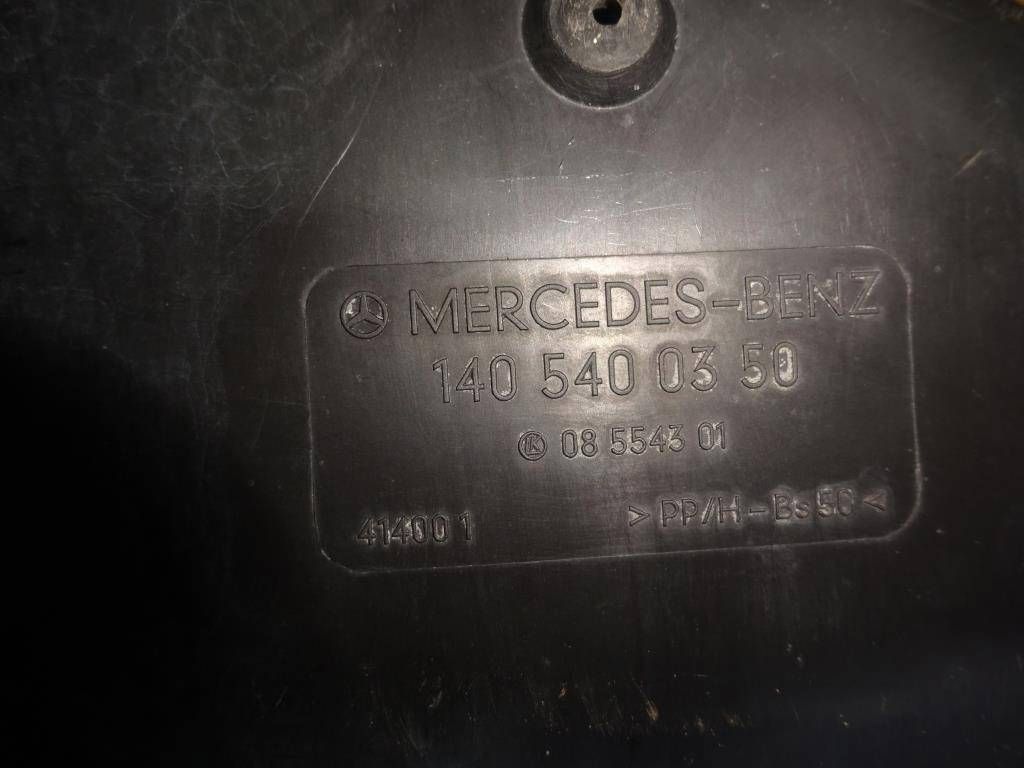 MERCEDES-BENZ
140 540 03 50
K 08 5543 01
41400 1
> PP/H - Bs 50 <